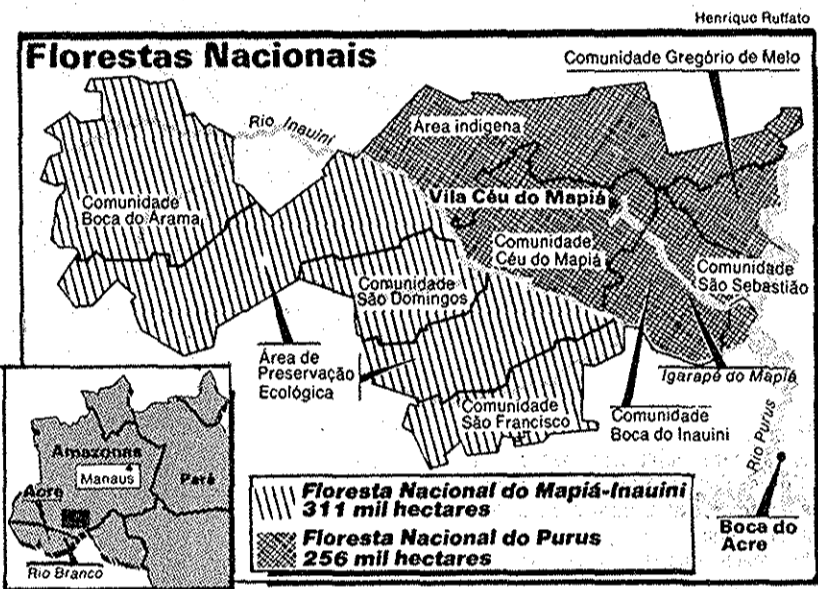 Henrique Ruffato
Florestas Nacionais
Comunidade Gregório de Melo
Rio Inauini
Área indígena
Comunidade
Boca do Arama
Vila Céu do Mapiá
Comunidade
Céu do Mapiá
Comunidade
São Domingos
Comunidade
São Sebastião
Área de
Preservação
Ecológica
Igarapé do Mapiá
Comunidade
São Francisco
Comunidade
Boca do Inauini
Rio Purus
Amazonas
Manaus
Pará
Acre
Rio Branco
Floresta Nacional do Mapiá-Inauini
311 mil hectares
Floresta Nacional do Purus
256 mil hectares
Boca do
Acre